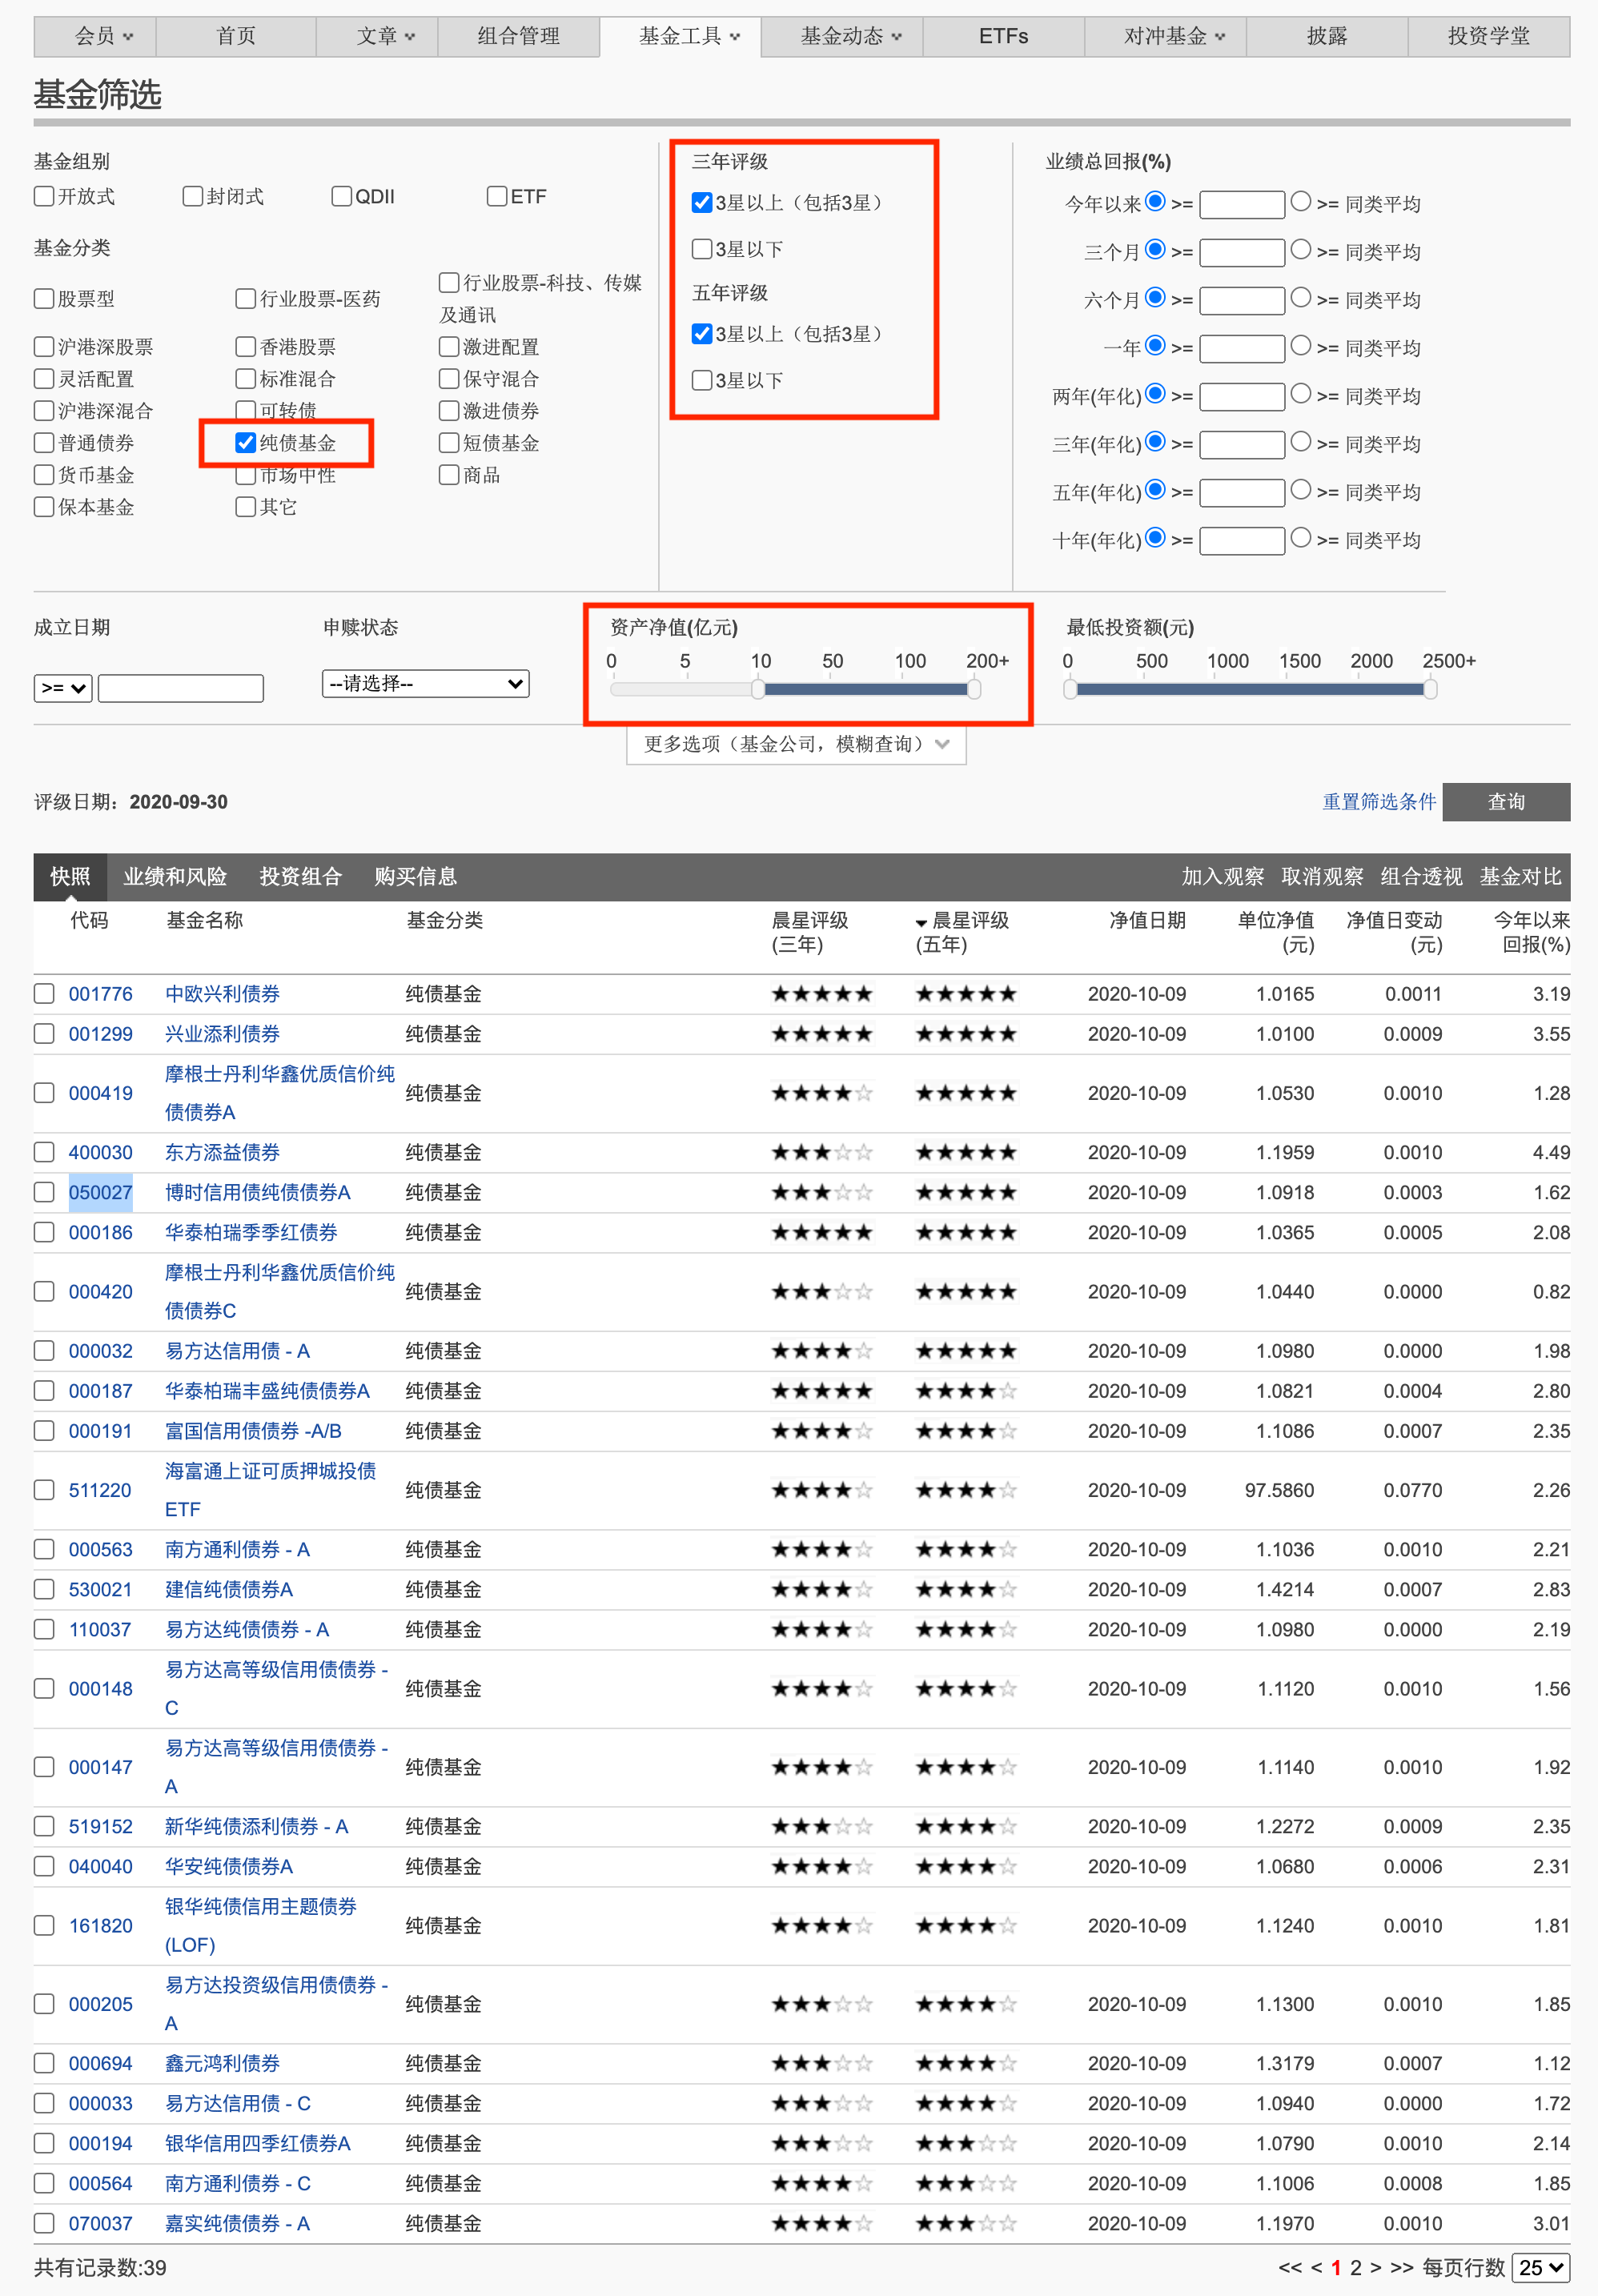 会员 首页 文章 组合管理 基金工具 基金动态 ETFs 对冲基金 披露 投资学堂
基金筛选
基金组别
开放式 封闭式 QDII ETF
基金分类
股票型 行业股票-医药 行业股票-科技、传媒及通讯
沪港深股票 香港股票 激进配置
灵活配置 标准混合 保守混合
沪港深混合 可转债 激进债券
普通债券 纯债基金 短债基金
货币基金 市场中性 商品
保本基金 其它
三年评级
3星以上（包括3星）
3星以下
五年评级
3星以上（包括3星）
3星以下
业绩总回报(%)
今年以来 >= >= 同类平均
三个月 >= >= 同类平均
六个月 >= >= 同类平均
一年 >= >= 同类平均
两年(年化) >= >= 同类平均
三年(年化) >= >= 同类平均
五年(年化) >= >= 同类平均
十年(年化) >= >= 同类平均
成立日期
>=
申赎状态
--请选择--
资产净值(亿元)
0 5 10 50 100 200+
最低投资额(元)
0 500 1000 1500 2000 2500+
更多选项（基金公司，模糊查询）
评级日期：2020-09-30 重置筛选条件 查询
快照 业绩和风险 投资组合 购买信息 加入观察 取消观察 组合透视 基金对比
代码 基金名称 基金分类 晨星评级(三年) 晨星评级(五年) 净值日期 单位净值(元) 净值日变动(元) 今年以来回报(%)
001776 中欧兴利债券 纯债基金 ★★★★★ ★★★★★ 2020-10-09 1.0165 0.0011 3.19
001299 兴业添利债券 纯债基金 ★★★★★ ★★★★★ 2020-10-09 1.0100 0.0009 3.55
000419 摩根士丹利华鑫优质信价纯债债券A 纯债基金 ★★★★☆ ★★★★★ 2020-10-09 1.0530 0.0010 1.28
400030 东方添益债券 纯债基金 ★★★☆☆ ★★★★★ 2020-10-09 1.1959 0.0010 4.49
050027 博时信用债纯债债券A 纯债基金 ★★★☆☆ ★★★★★ 2020-10-09 1.0918 0.0003 1.62
000186 华泰柏瑞季季红债券 纯债基金 ★★★★★ ★★★★★ 2020-10-09 1.0365 0.0005 2.08
000420 摩根士丹利华鑫优质信价纯债债券C 纯债基金 ★★★☆☆ ★★★★★ 2020-10-09 1.0440 0.0000 0.82
000032 易方达信用债 - A 纯债基金 ★★★★☆ ★★★★★ 2020-10-09 1.0980 0.0000 1.98
000187 华泰柏瑞丰盛纯债债券A 纯债基金 ★★★★★ ★★★★☆ 2020-10-09 1.0821 0.0004 2.80
000191 富国信用债债券 -A/B 纯债基金 ★★★★☆ ★★★★☆ 2020-10-09 1.1086 0.0007 2.35
511220 海富通上证可质押城投债ETF 纯债基金 ★★★★☆ ★★★★☆ 2020-10-09 97.5860 0.0770 2.26
000563 南方通利债券 - A 纯债基金 ★★★★☆ ★★★★☆ 2020-10-09 1.1036 0.0010 2.21
530021 建信纯债债券A 纯债基金 ★★★★☆ ★★★★☆ 2020-10-09 1.4214 0.0007 2.83
110037 易方达纯债债券 - A 纯债基金 ★★★★☆ ★★★★☆ 2020-10-09 1.0980 0.0000 2.19
000148 易方达高等级信用债债券 - C 纯债基金 ★★★★☆ ★★★★☆ 2020-10-09 1.1120 0.0010 1.56
000147 易方达高等级信用债债券 - A 纯债基金 ★★★★☆ ★★★★☆ 2020-10-09 1.1140 0.0010 1.92
519152 新华纯债添利债券 - A 纯债基金 ★★★☆☆ ★★★★☆ 2020-10-09 1.2272 0.0009 2.35
040040 华安纯债债券A 纯债基金 ★★★★☆ ★★★★☆ 2020-10-09 1.0680 0.0006 2.31
161820 银华纯债信用主题债券(LOF) 纯债基金 ★★★★☆ ★★★★☆ 2020-10-09 1.1240 0.0010 1.81
000205 易方达投资级信用债债券 - A 纯债基金 ★★★☆☆ ★★★★☆ 2020-10-09 1.1300 0.0010 1.85
000694 鑫元鸿利债券 纯债基金 ★★★☆☆ ★★★★☆ 2020-10-09 1.3179 0.0007 1.12
000033 易方达信用债 - C 纯债基金 ★★★☆☆ ★★★★☆ 2020-10-09 1.0940 0.0000 1.72
000194 银华信用四季红债券A 纯债基金 ★★★☆☆ ★★★☆☆ 2020-10-09 1.0790 0.0010 2.14
000564 南方通利债券 - C 纯债基金 ★★★★☆ ★★★☆☆ 2020-10-09 1.1006 0.0008 1.85
070037 嘉实纯债债券 - A 纯债基金 ★★★★☆ ★★★☆☆ 2020-10-09 1.1970 0.0010 3.01
共有记录数:39 << < 1 2 > >> 每页行数 25